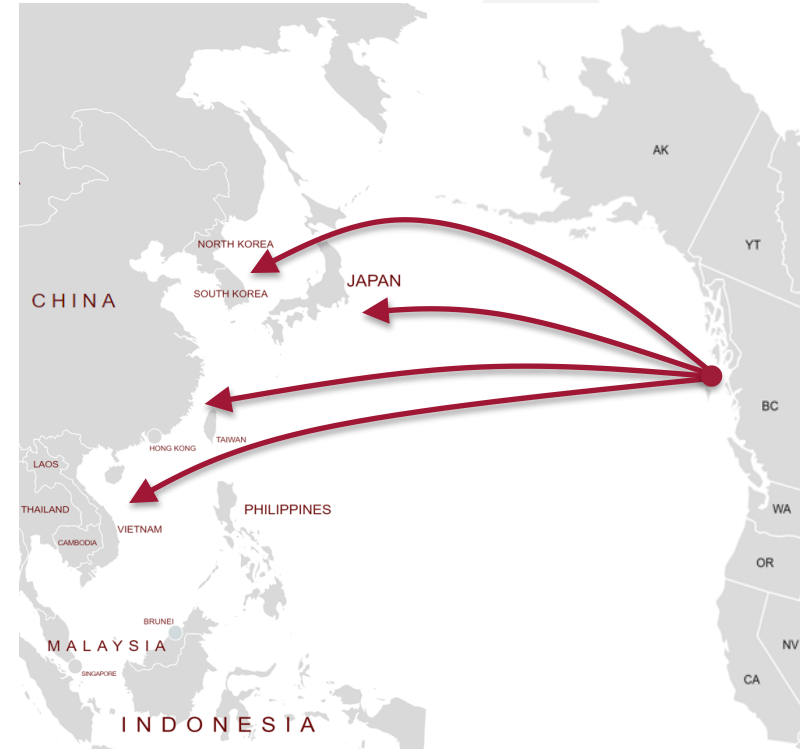 AK
YT
NORTH KOREA
JAPAN
SOUTH KOREA
CHINA
BC
TAIWAN
HONG KONG
LAOS
THAILAND
PHILIPPINES
WA
VIETNAM
CAMBODIA
OR
BRUNEI
MALAYSIA
NV
SINGAPORE
CA
INDONESIA